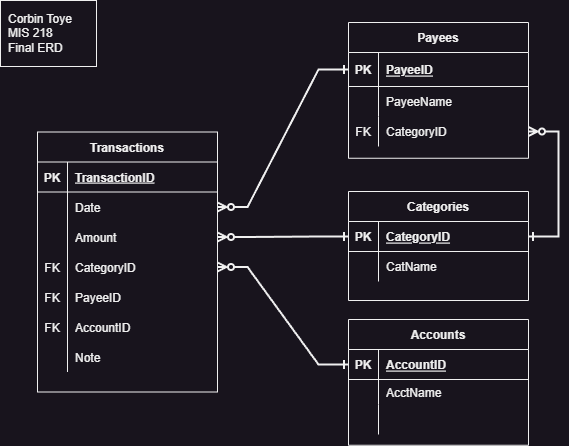 Corbin Toye
MIS 218
Final ERD
Payees
PK PayeeID
PayeeName
FK CategoryID
Transactions
PK TransactionID
Date
Amount
FK CategoryID
FK PayeeID
FK AccountID
Note
Categories
PK CategoryID
CatName
Accounts
PK AccountID
AcctName